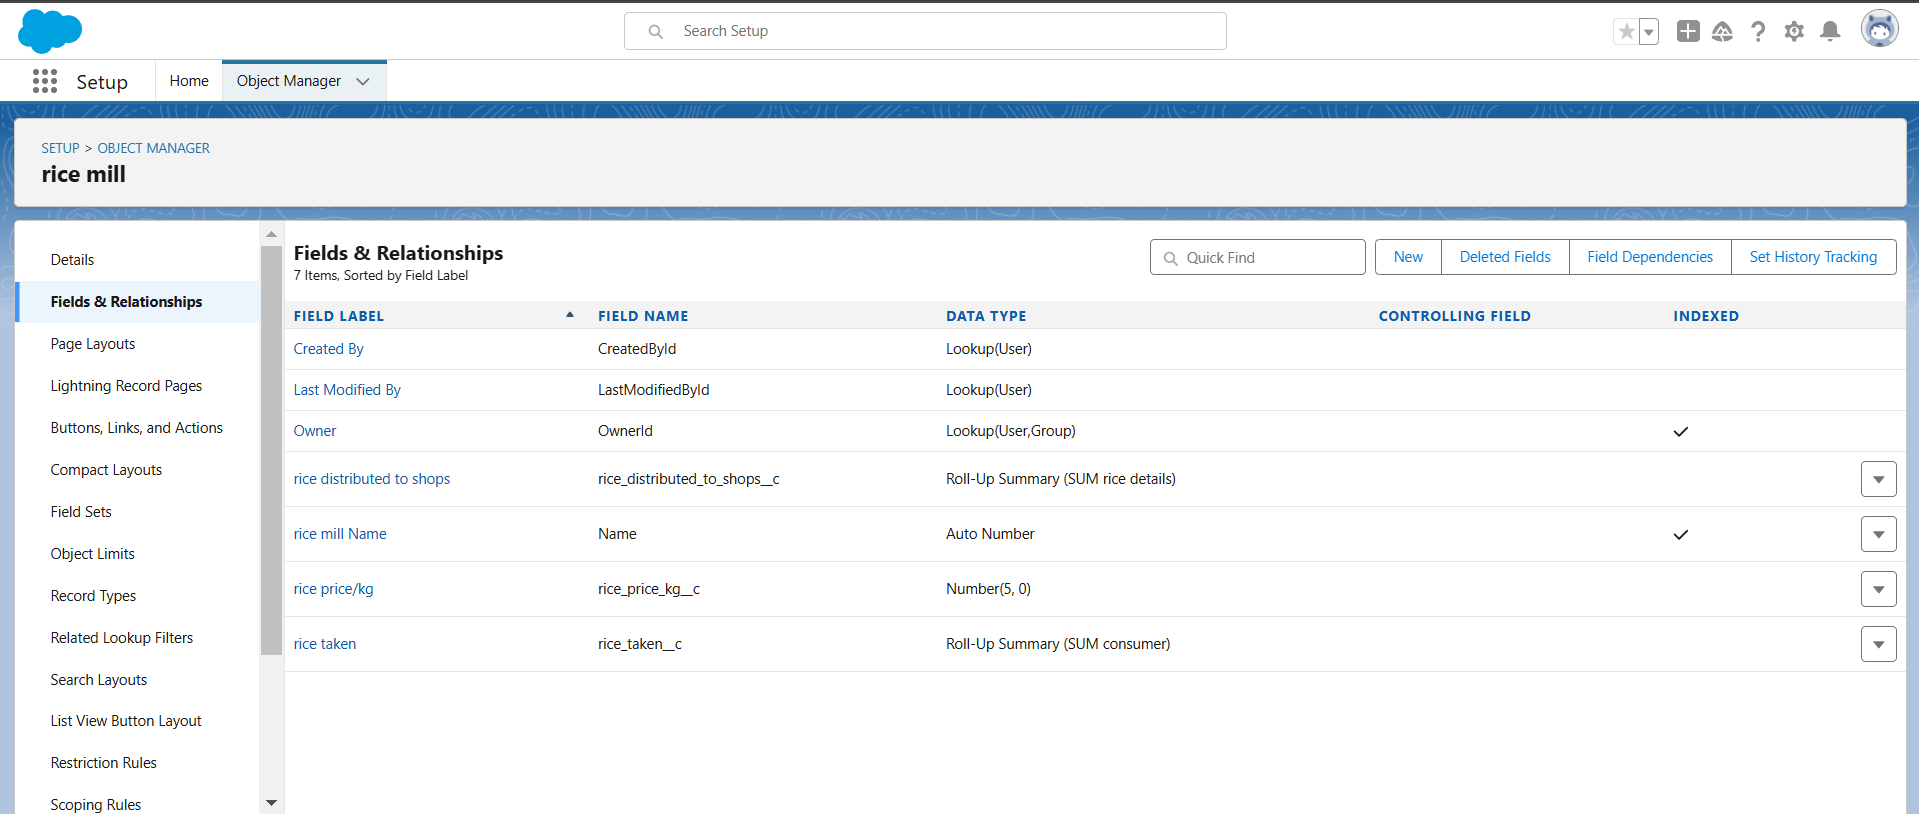 Search Setup
Setup
Home
Object Manager
SETUP > OBJECT MANAGER
rice mill
Details
Fields & Relationships
Page Layouts
Lightning Record Pages
Buttons, Links, and Actions
Compact Layouts
Field Sets
Object Limits
Record Types
Related Lookup Filters
Search Layouts
List View Button Layout
Restriction Rules
Scoping Rules
Fields & Relationships
7 Items, Sorted by Field Label
Quick Find
New
Deleted Fields
Field Dependencies
Set History Tracking
FIELD LABEL FIELD NAME DATA TYPE CONTROLLING FIELD INDEXED
Created By CreatedById Lookup(User)
Last Modified By LastModifiedById Lookup(User)
Owner OwnerId Lookup(User,Group)
rice distributed to shops rice_distributed_to_shops__c Roll-Up Summary (SUM rice details)
rice mill Name Name Auto Number
rice price/kg rice_price_kg__c Number(5, 0)
rice taken rice_taken__c Roll-Up Summary (SUM consumer)